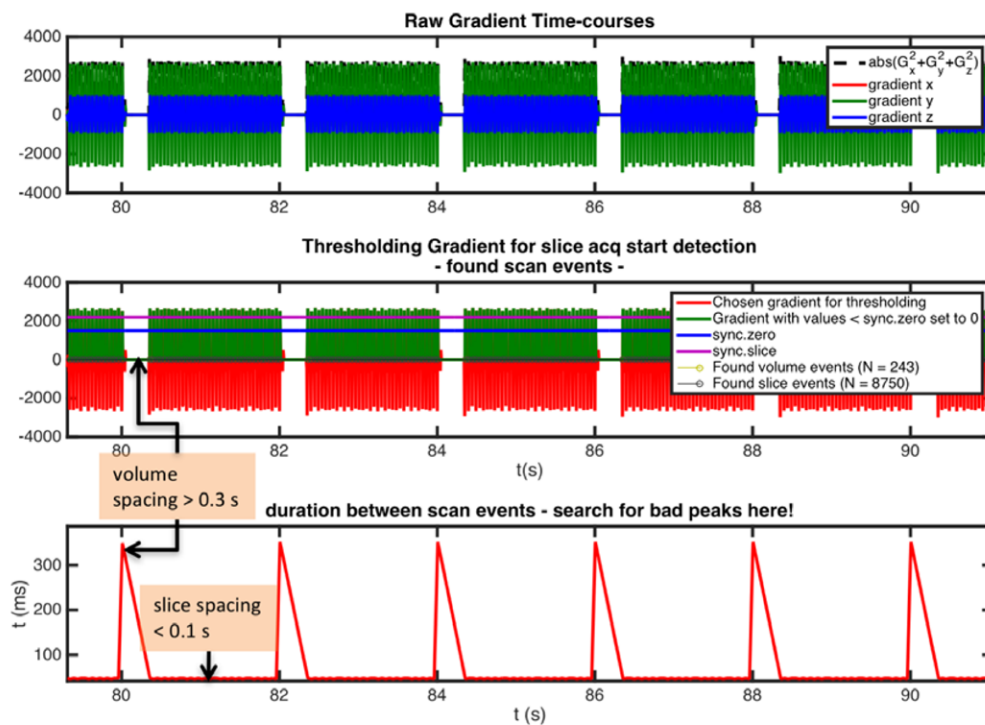 Raw Gradient Time-courses
4000
2000
0
-2000
-4000
abs(G²x+G²y+G²z)
gradient x
gradient y
gradient z
80 82 84 86 88 90
Thresholding Gradient for slice acq start detection
- found scan events -
4000
2000
0
-2000
-4000
Chosen gradient for thresholding
Gradient with values < sync.zero set to 0
sync.zero
sync.slice
Found volume events (N = 243)
Found slice events (N = 8750)
80 82 84 86 88 90
t(s)
volume
spacing > 0.3 s
duration between scan events - search for bad peaks here!
t (ms)
300
200
100
slice spacing
< 0.1 s
80 82 84 86 88 90
t (s)